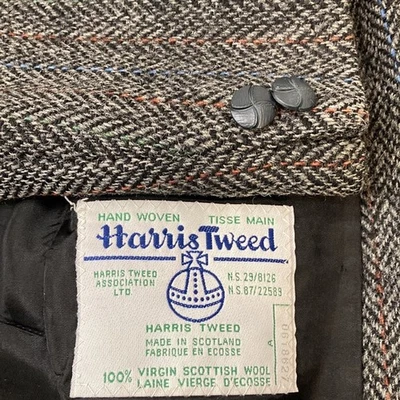 HAND WOVEN TISSE MAIN
Harris Tweed
HARRIS TWEED
ASSOCIATION
LTD.
N.S. 29/8126
N.S. 87/22589
HARRIS TWEED
MADE IN SCOTLAND
FABRIQUE EN ECOSSE
100% VIRGIN SCOTTISH WOOL
LAINE VIERGE D'ECOSSE
A